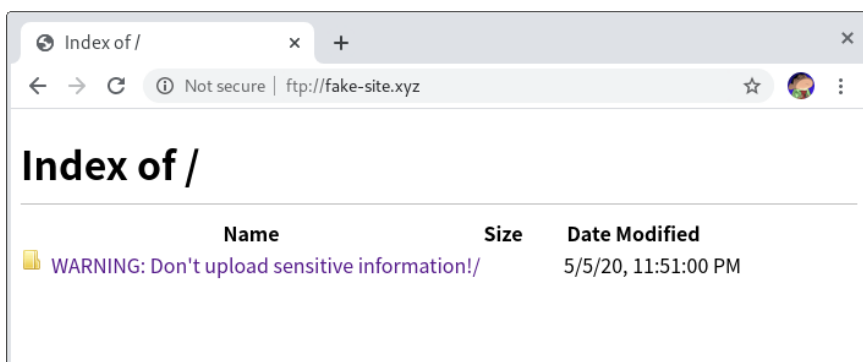 Index of /
Not secure | ftp://fake-site.xyz
Index of /
Name Size Date Modified
WARNING: Don't upload sensitive information!/ 5/5/20, 11:51:00 PM